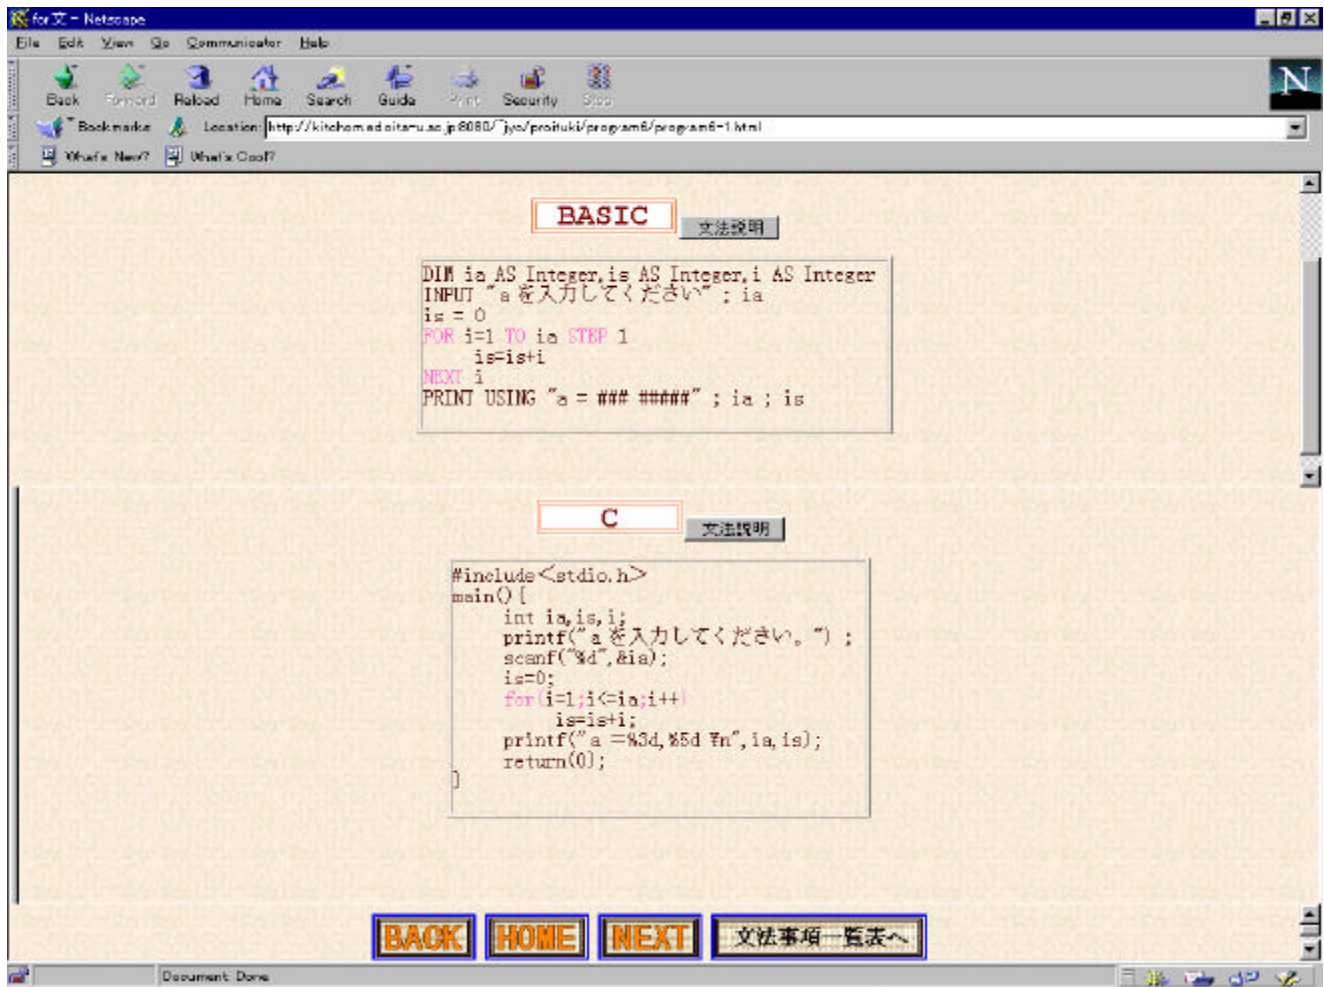 for文 - Netscape
File Edit View Go Communicator Help
Back Forward Reload Home Search Guide Print Security Stop
Bookmarks Location: http://kitchom.ed.oita-u.ac.jp:8080/~jyo/proituki/program6/program6-1.html
What's New? What's Cool?
BASIC 文法説明
DIM ia AS Integer,is AS Integer,i AS Integer
INPUT "a を入力してください" ; ia
is = 0
FOR i=1 TO ia STEP 1
is=is+i
NEXT i
PRINT USING "a = ### #####" ; ia ; is
C 文法説明
#include<stdio.h>
main(){
int ia,is,i;
printf("a を入力してください。") ;
scanf("%d",&ia);
is=0;
for(i=1;i<=ia;i++)
is=is+i;
printf("a =%3d,%5d ¥n",ia,is);
return(0);
}
BACK HOME NEXT 文法事項一覧表へ
Document: Done